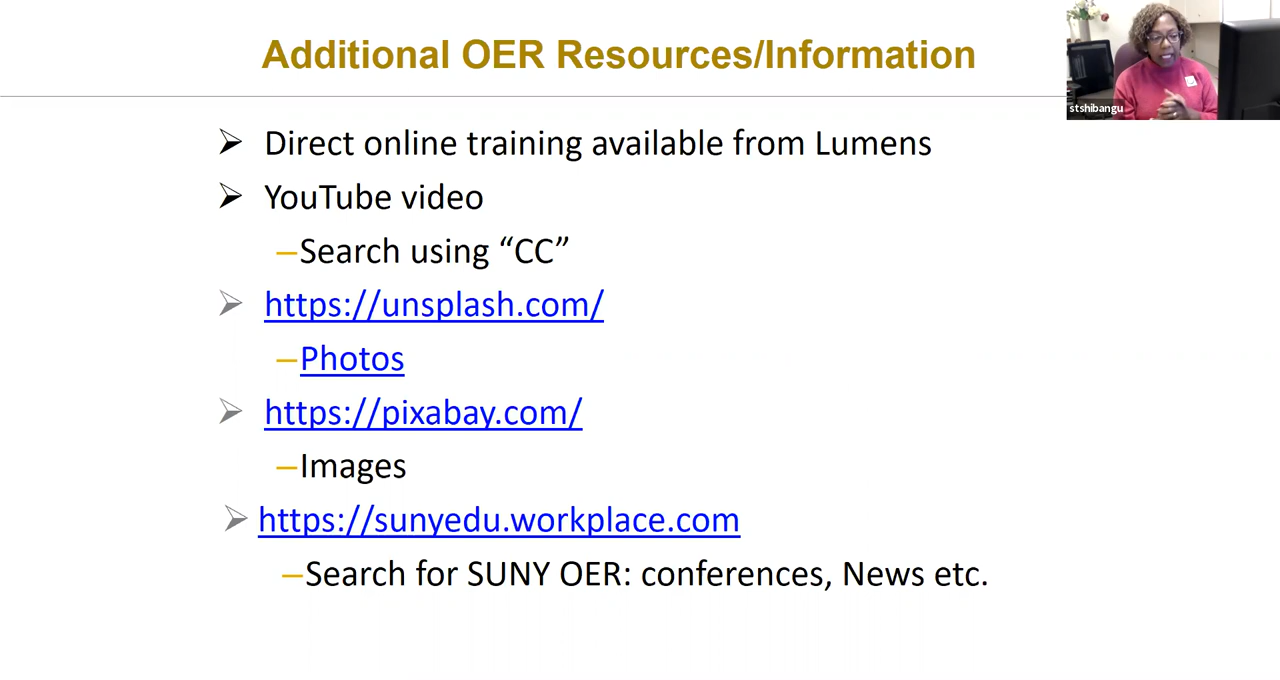 Additional OER Resources/Information
stshibangu
Direct online training available from Lumens
YouTube video
–Search using “CC”
https://unsplash.com/
–Photos
https://pixabay.com/
–Images
https://sunyedu.workplace.com
–Search for SUNY OER: conferences, News etc.